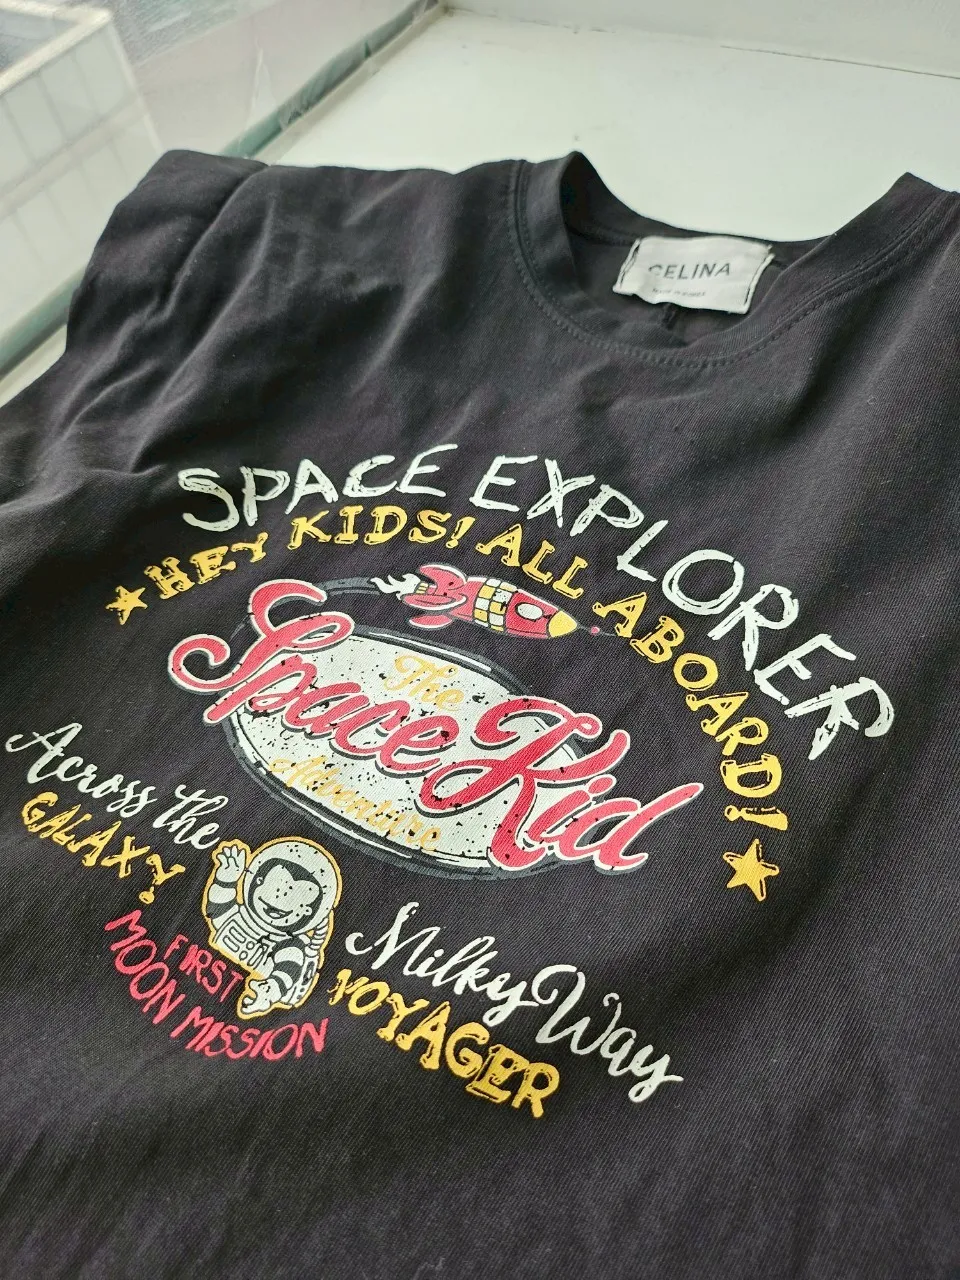 CELINA
SPACE EXPLORER
HEY KIDS! ALL ABOARD!
The
Space Kid
Adventure
Across the
GALAXY
FIRST
MOON MISSION
Milky Way
VOYAGER